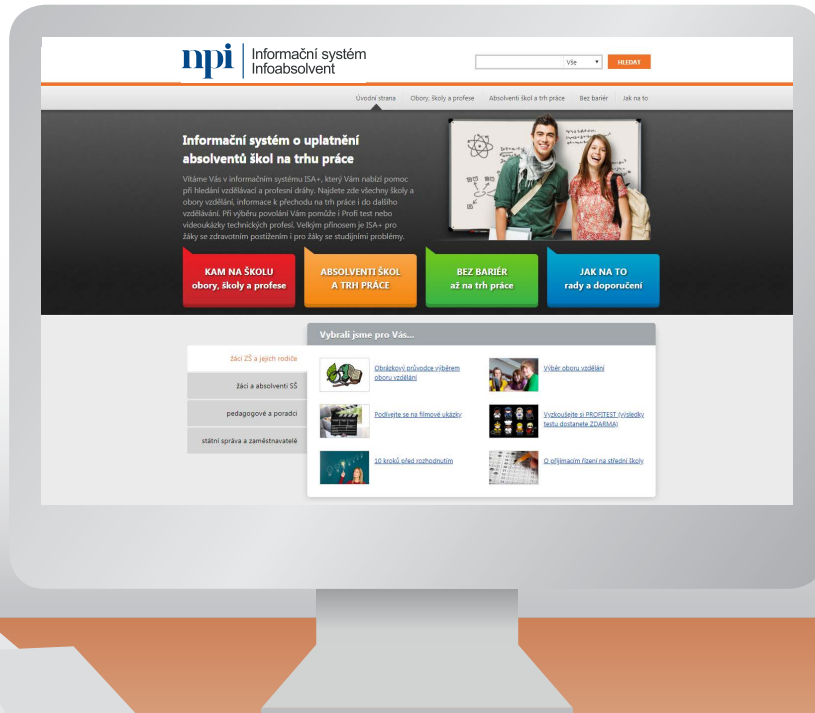 npi Informační systém
Infoabsolvent
Vše
HLEDAT
Úvodní strana Obory, školy a profese Absolventi škol a trh práce Bez bariér Jak na to
Informační systém o uplatnění
absolventů škol na trhu práce
Vítáme Vás v informačním systému ISA+, který Vám nabízí pomoc
při hledání vzdělávací a profesní dráhy. Najdete zde všechny školy a
obory vzdělání, informace k přechodu na trh práce i do dalšího
vzdělávání. Při výběru povolání Vám pomůže i Profi test nebo
videoukázky technických profesí. Velkým přínosem je ISA+ pro
žáky se zdravotním postižením i pro žáky se studijními problémy.
KAM NA ŠKOLU
obory, školy a profese
ABSOLVENTI ŠKOL
A TRH PRÁCE
BEZ BARIÉR
až na trh práce
JAK NA TO
rady a doporučení
Vybrali jsme pro Vás...
žáci ZŠ a jejich rodiče
žáci a absolventi SŠ
pedagogové a poradci
státní správa a zaměstnavatelé
Obrázkový průvodce výběrem
oboru vzdělání
Výběr oboru vzdělání
Podívejte se na filmové ukázky
Vyzkoušejte si PROFITEST (výsledky
testu dostanete ZDARMA)
10 kroků před rozhodnutím
O přijímacím řízení na střední školy